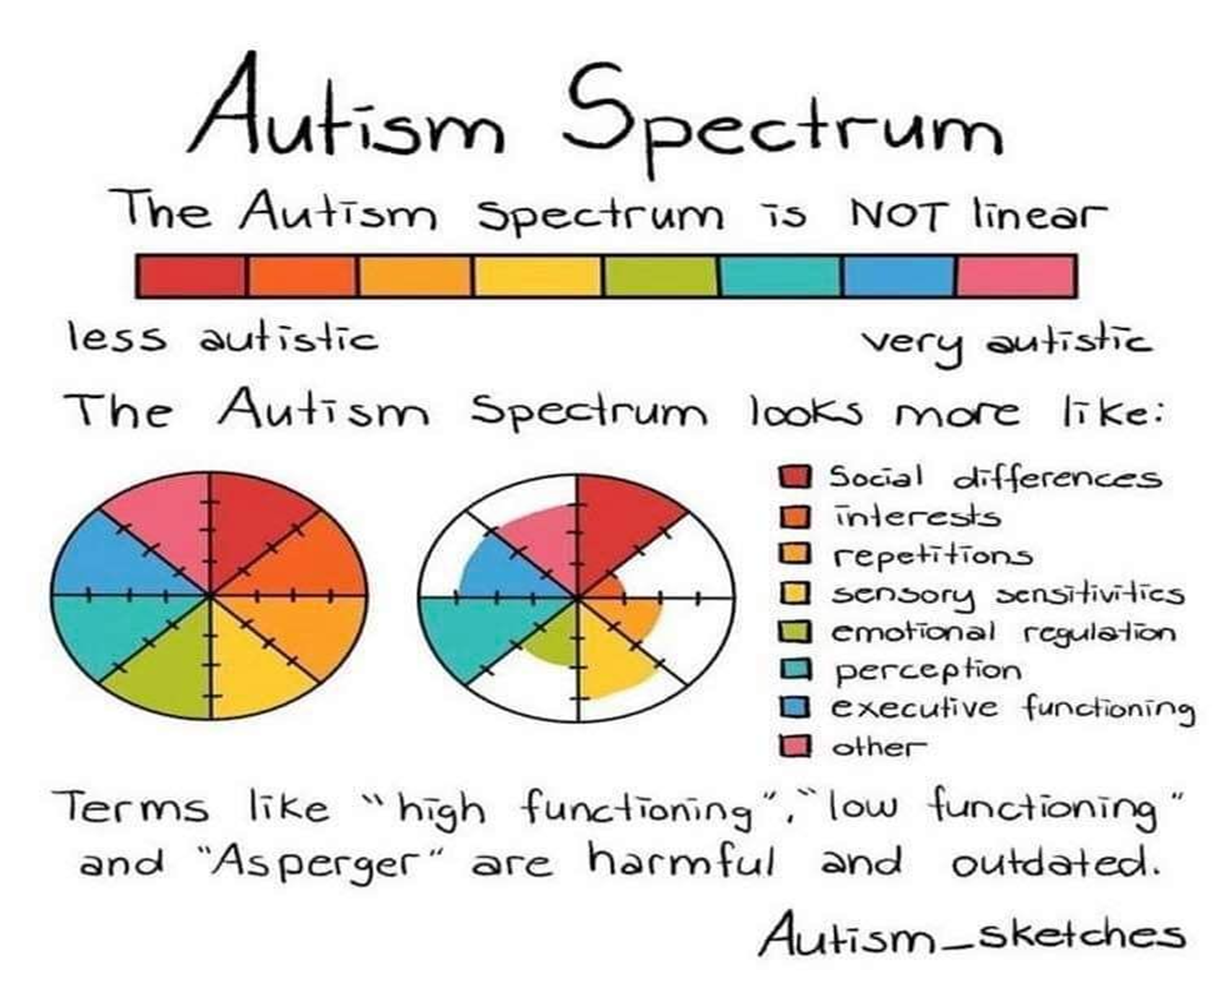 Autism Spectrum
The Autism Spectrum is NOT linear
less autistic
very autistic
The Autism Spectrum looks more like:
Social differences
interests
repetitions
sensory sensitivities
emotional regulation
perception
executive functioning
other
Terms like "high functioning", "low functioning"
and "Asperger" are harmful and outdated.
Autism_sketches